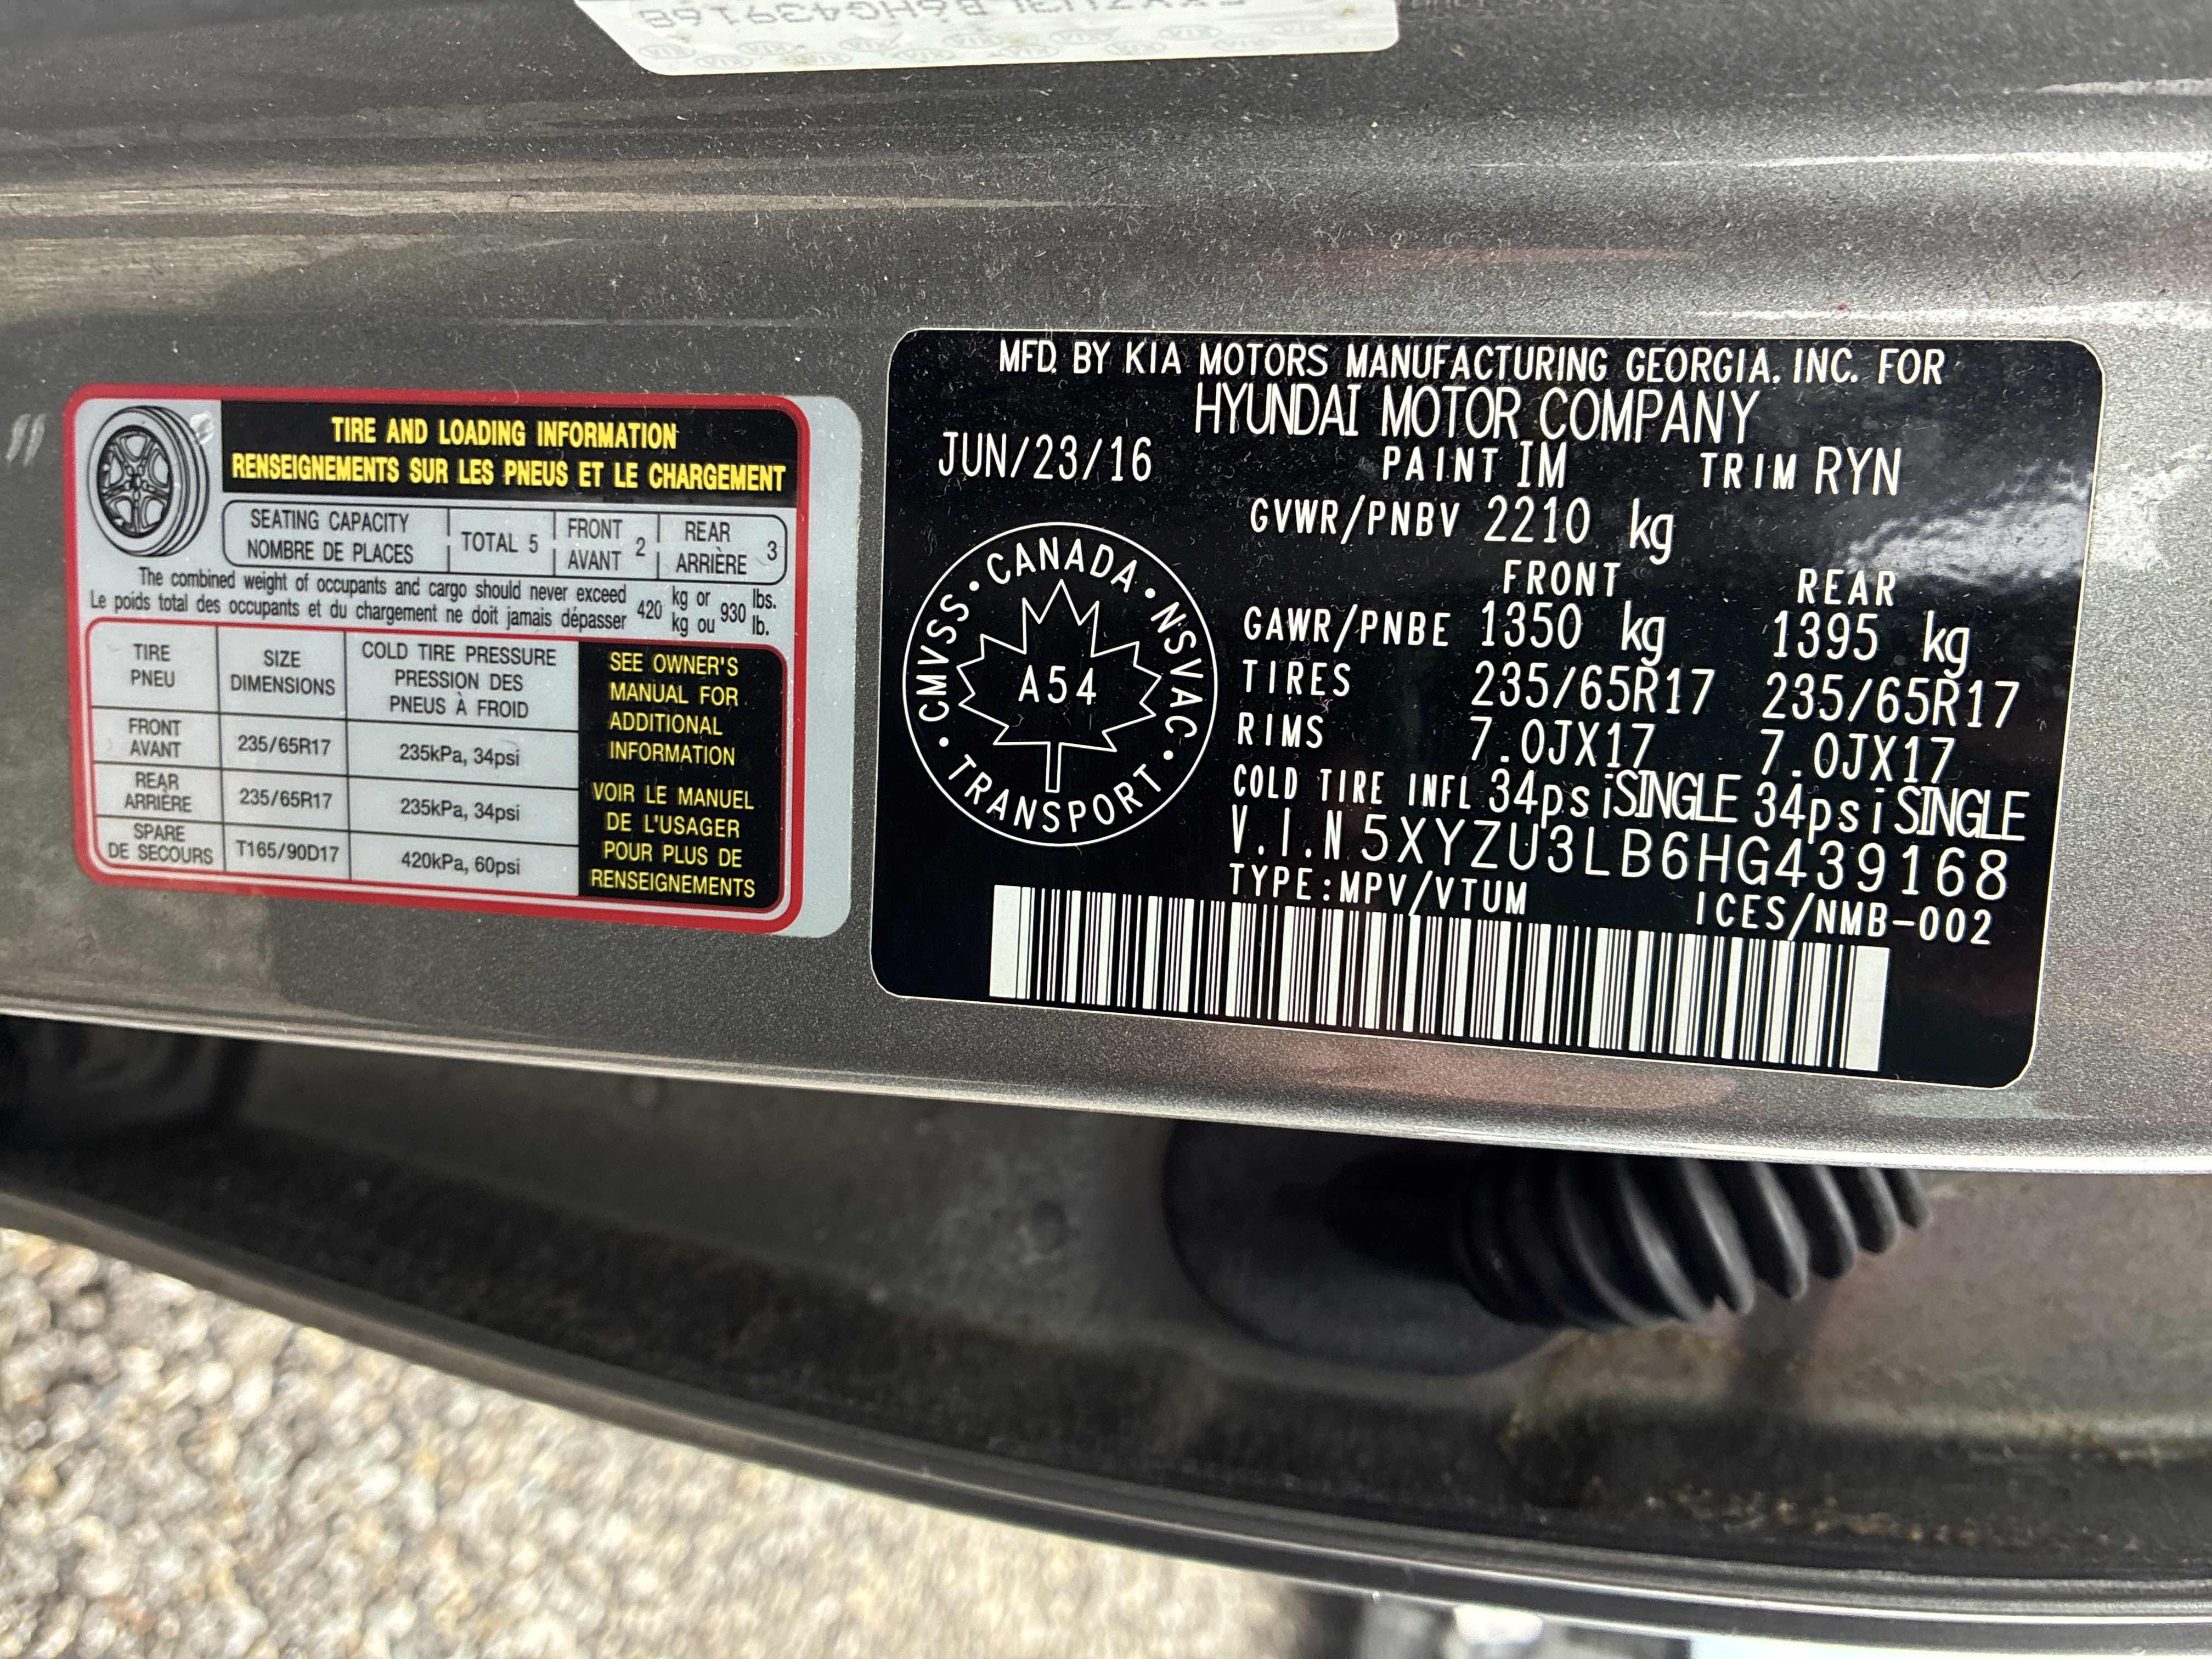 5XYZU3LB6HG439168
KIA KIA KIA KIA KIA KIA
TIRE AND LOADING INFORMATION
RENSEIGNEMENTS SUR LES PNEUS ET LE CHARGEMENT
SEATING CAPACITY
NOMBRE DE PLACES
TOTAL 5
FRONT
AVANT
2
REAR
ARRIÈRE
3
The combined weight of occupants and cargo should never exceed
Le poids total des occupants et du chargement ne doit jamais dépasser
420
kg or
kg ou
930
lbs.
lb.
TIRE
PNEU
SIZE
DIMENSIONS
COLD TIRE PRESSURE
PRESSION DES
PNEUS À FROID
FRONT
AVANT
235/65R17
235kPa, 34psi
REAR
ARRIÈRE
235/65R17
235kPa, 34psi
SPARE
DE SECOURS
T165/90D17
420kPa, 60psi
SEE OWNER'S
MANUAL FOR
ADDITIONAL
INFORMATION
VOIR LE MANUEL
DE L'USAGER
POUR PLUS DE
RENSEIGNEMENTS
MFD. BY KIA MOTORS MANUFACTURING GEORGIA. INC. FOR
HYUNDAI MOTOR COMPANY
JUN/23/16 PAINT IM TRIM RYN
GVWR/PNBV 2210 kg
FRONT REAR
GAWR/PNBE 1350 kg 1395 kg
TIRES 235/65R17 235/65R17
RIMS 7.0JX17 7.0JX17
COLD TIRE INFL 34psi SINGLE 34psi SINGLE
V.I.N 5XYZU3LB6HG439168
TYPE:MPV/VTUM ICES/NMB-002
CANADA • NSVAC • TRANSPORT • CMVSS •
A54